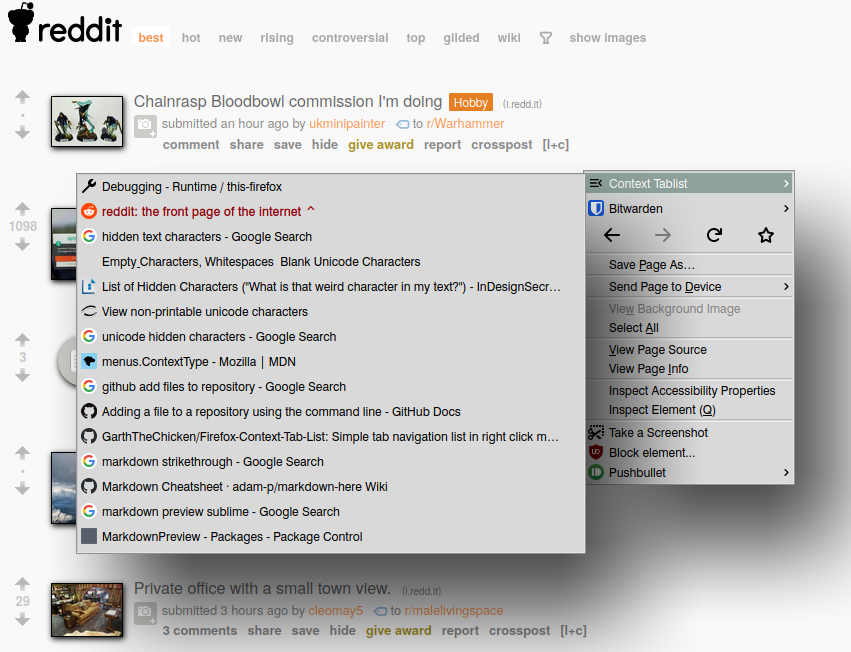 reddit best hot new rising controversial top gilded wiki show images
Chainrasp Bloodbowl commission I'm doing Hobby (i.redd.it)
submitted an hour ago by ukminipainter to r/Warhammer
comment share save hide give award report crosspost [l+c]
1098
3
Debugging - Runtime / this-firefox
reddit: the front page of the internet ^
hidden text characters - Google Search
Empty Characters, Whitespaces Blank Unicode Characters
List of Hidden Characters ("What is that weird character in my text?") - InDesignSecr…
View non-printable unicode characters
unicode hidden characters - Google Search
menus.ContextType - Mozilla | MDN
github add files to repository - Google Search
Adding a file to a repository using the command line - GitHub Docs
GarthTheChicken/Firefox-Context-Tab-List: Simple tab navigation list in right click m…
markdown strikethrough - Google Search
Markdown Cheatsheet · adam-p/markdown-here Wiki
markdown preview sublime - Google Search
MarkdownPreview - Packages - Package Control
Context Tablist
Bitwarden
Save Page As…
Send Page to Device
View Background Image
Select All
View Page Source
View Page Info
Inspect Accessibility Properties
Inspect Element (Q)
Take a Screenshot
Block element...
Pushbullet
29
Private office with a small town view. (i.redd.it)
submitted 3 hours ago by cleomay5 to r/malelivingspace
3 comments share save hide give award report crosspost [l+c]